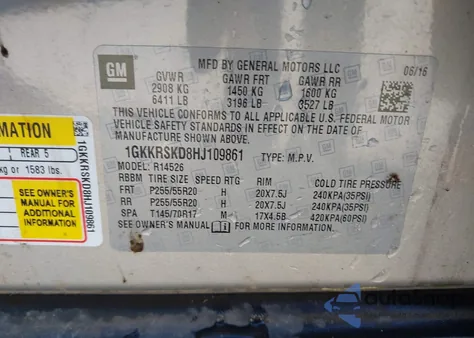 GM
MFD BY GENERAL MOTORS LLC
06/16
GVWR GAWR FRT GAWR RR
2908 KG 1450 KG 1600 KG
6411 LB 3196 LB 3527 LB
THIS VEHICLE CONFORMS TO ALL APPLICABLE U.S. FEDERAL MOTOR
VEHICLE SAFETY, BUMPER, AND THEFT PREVENTION STANDARDS
IN EFFECT ON THE DATE OF
MANUFACTURE SHOWN ABOVE.
1GKKRSKD8HJ109861 TYPE: M.P.V.
MODEL: R14526
RBBM TIRE SIZE SPEED RTG RIM COLD TIRE PRESSURE
FRT P255/55R20 H 20X7.5J 240KPA(35PSI)
RR P255/55R20 H 20X7.5J 240KPA(35PSI)
SPA T145/70R17 M 17X4.5B 420KPA(60PSI)
SEE OWNER'S MANUAL FOR MORE INFORMATION.
MATION
REAR 5
kg or 1583 lbs.
SEE OWNER'S
MANUAL FOR
ADDITIONAL
INFORMATION
1GKKRSKD8HJ109861